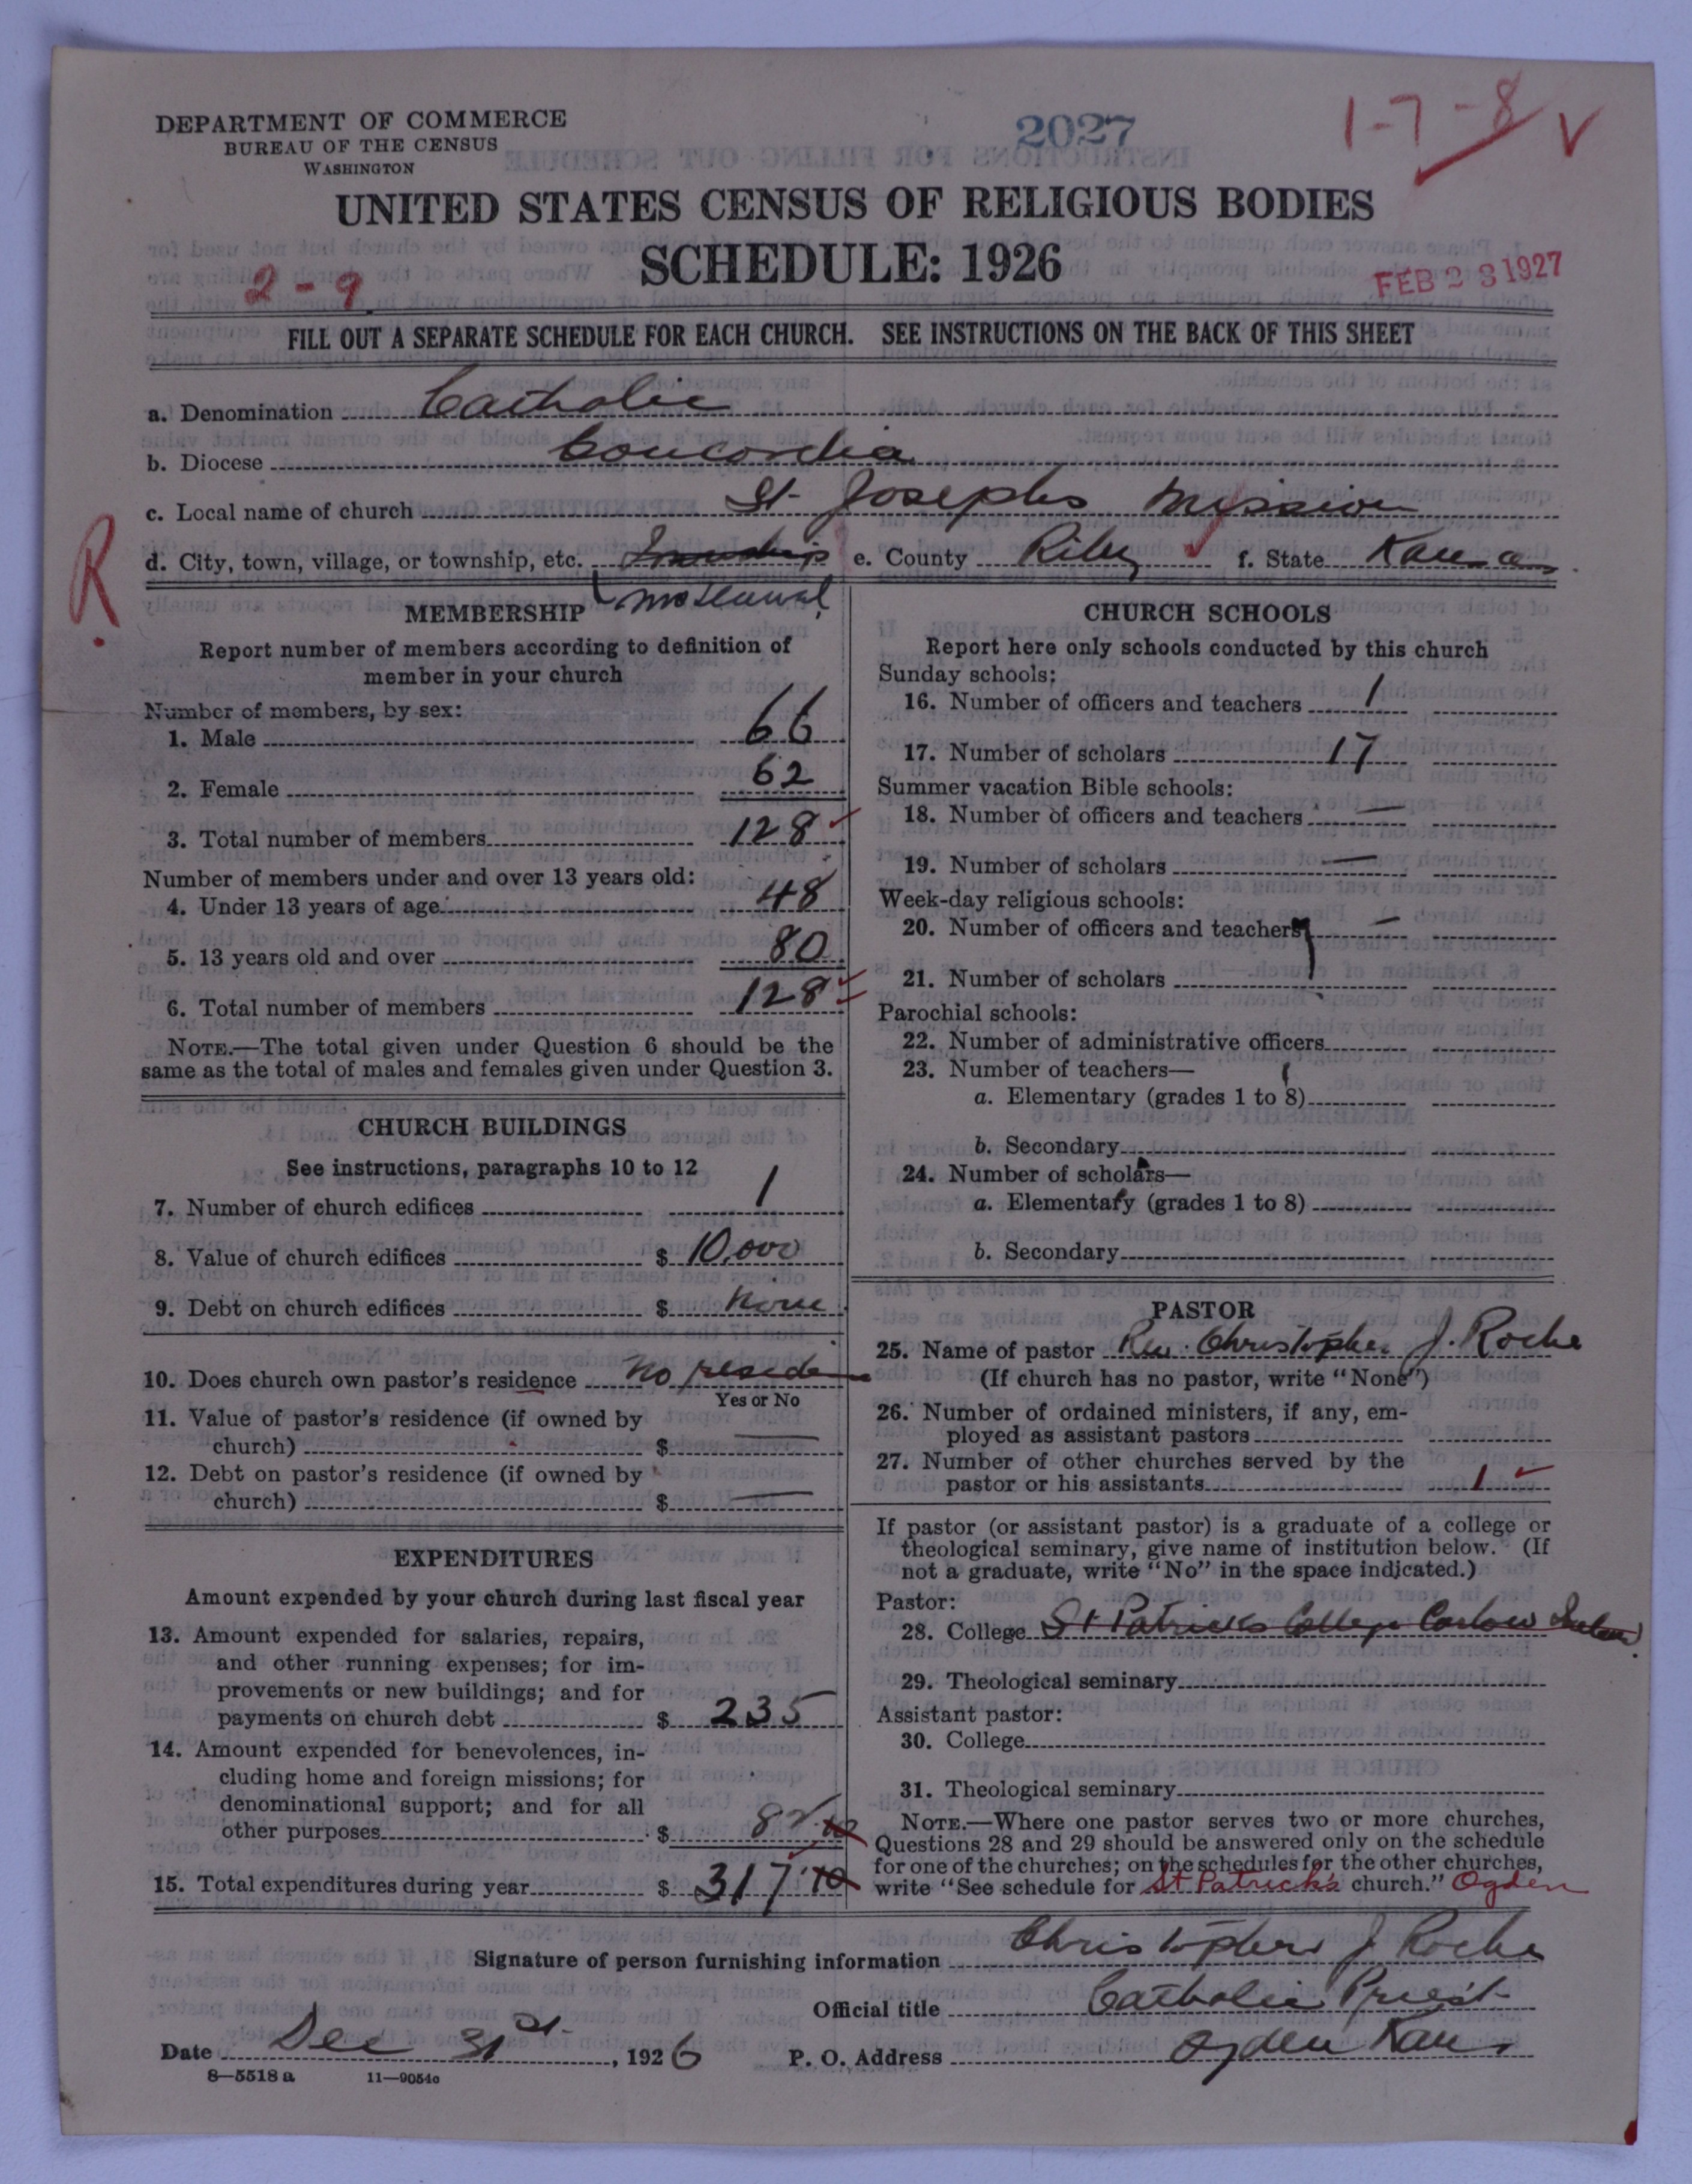 DEPARTMENT OF COMMERCE
BUREAU OF THE CENSUS
WASHINGTON
2027
1-7-8 ✓
UNITED STATES CENSUS OF RELIGIOUS BODIES
SCHEDULE: 1926
2-9
FEB 23 1927
FILL OUT A SEPARATE SCHEDULE FOR EACH CHURCH. SEE INSTRUCTIONS ON THE BACK OF THIS SHEET
a. Denomination Catholic
b. Diocese Concordia
c. Local name of church St Josephs Mission
R
d. City, town, village, or township, etc. Township e. County Riley f. State Kansas
MEMBERSHIP
Report number of members according to definition of
member in your church
Number of members, by sex:
1. Male 66
2. Female 62
3. Total number of members 128
Number of members under and over 13 years old:
4. Under 13 years of age 48
5. 13 years old and over 80
6. Total number of members 128
NOTE.—The total given under Question 6 should be the
same as the total of males and females given under Question 3.
CHURCH BUILDINGS
See instructions, paragraphs 10 to 12
7. Number of church edifices 1
8. Value of church edifices $ 10,000
9. Debt on church edifices $ None
10. Does church own pastor's residence No reside
Yes or No
11. Value of pastor's residence (if owned by
church) $ —
12. Debt on pastor's residence (if owned by
church) $ —
EXPENDITURES
Amount expended by your church during last fiscal year
13. Amount expended for salaries, repairs,
and other running expenses; for im-
provements or new buildings; and for
payments on church debt $ 235
14. Amount expended for benevolences, in-
cluding home and foreign missions; for
denominational support; and for all
other purposes $ 82.10
15. Total expenditures during year $ 317.10
CHURCH SCHOOLS
Report here only schools conducted by this church
Sunday schools:
16. Number of officers and teachers 1
17. Number of scholars 17
Summer vacation Bible schools:
18. Number of officers and teachers —
19. Number of scholars —
Week-day religious schools:
20. Number of officers and teachers —
21. Number of scholars
Parochial schools:
22. Number of administrative officers
23. Number of teachers—
a. Elementary (grades 1 to 8)
b. Secondary
24. Number of scholars—
a. Elementary (grades 1 to 8)
b. Secondary
PASTOR
25. Name of pastor Rev. Christopher J. Roche
(If church has no pastor, write "None")
26. Number of ordained ministers, if any, em-
ployed as assistant pastors
27. Number of other churches served by the
pastor or his assistants 1
If pastor (or assistant pastor) is a graduate of a college or
theological seminary, give name of institution below. (If
not a graduate, write "No" in the space indicated.)
Pastor:
28. College St Patricks College Carlow Ireland.
29. Theological seminary
Assistant pastor:
30. College
31. Theological seminary
NOTE.—Where one pastor serves two or more churches,
Questions 28 and 29 should be answered only on the schedule
for one of the churches; on the schedules for the other churches,
write "See schedule for St Patrick's church." Ogden
Signature of person furnishing information Christopher J Roche
Official title Catholic Priest
Date Dec 31st, 1926 P. O. Address Ogden Kan.
8—5518 a 11—9054c